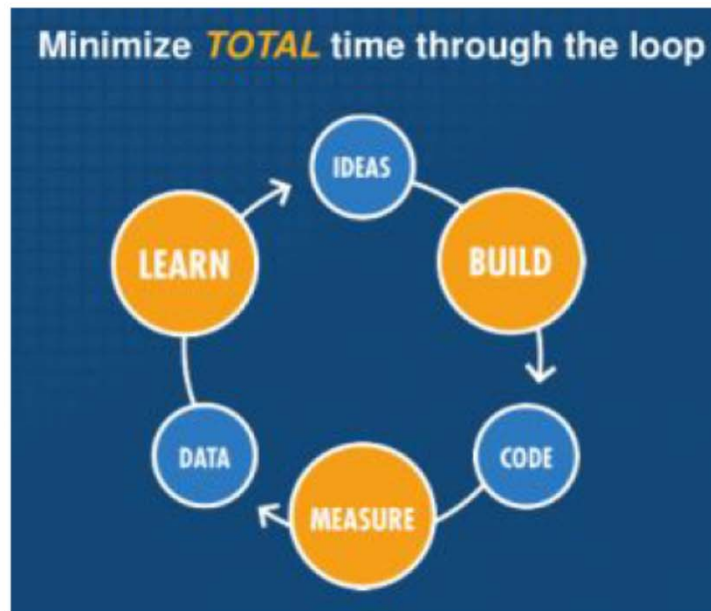 Minimize TOTAL time through the loop
IDEAS
BUILD
CODE
MEASURE
DATA
LEARN